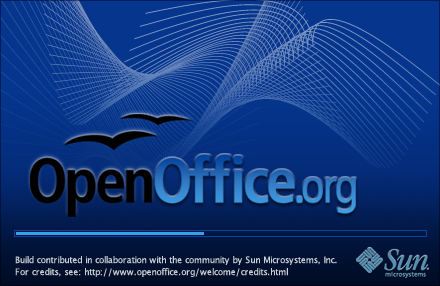 OpenOffice.org
Build contributed in collaboration with the community by Sun Microsystems, Inc.
For credits, see: http://www.openoffice.org/welcome/credits.html
Sun
microsystems